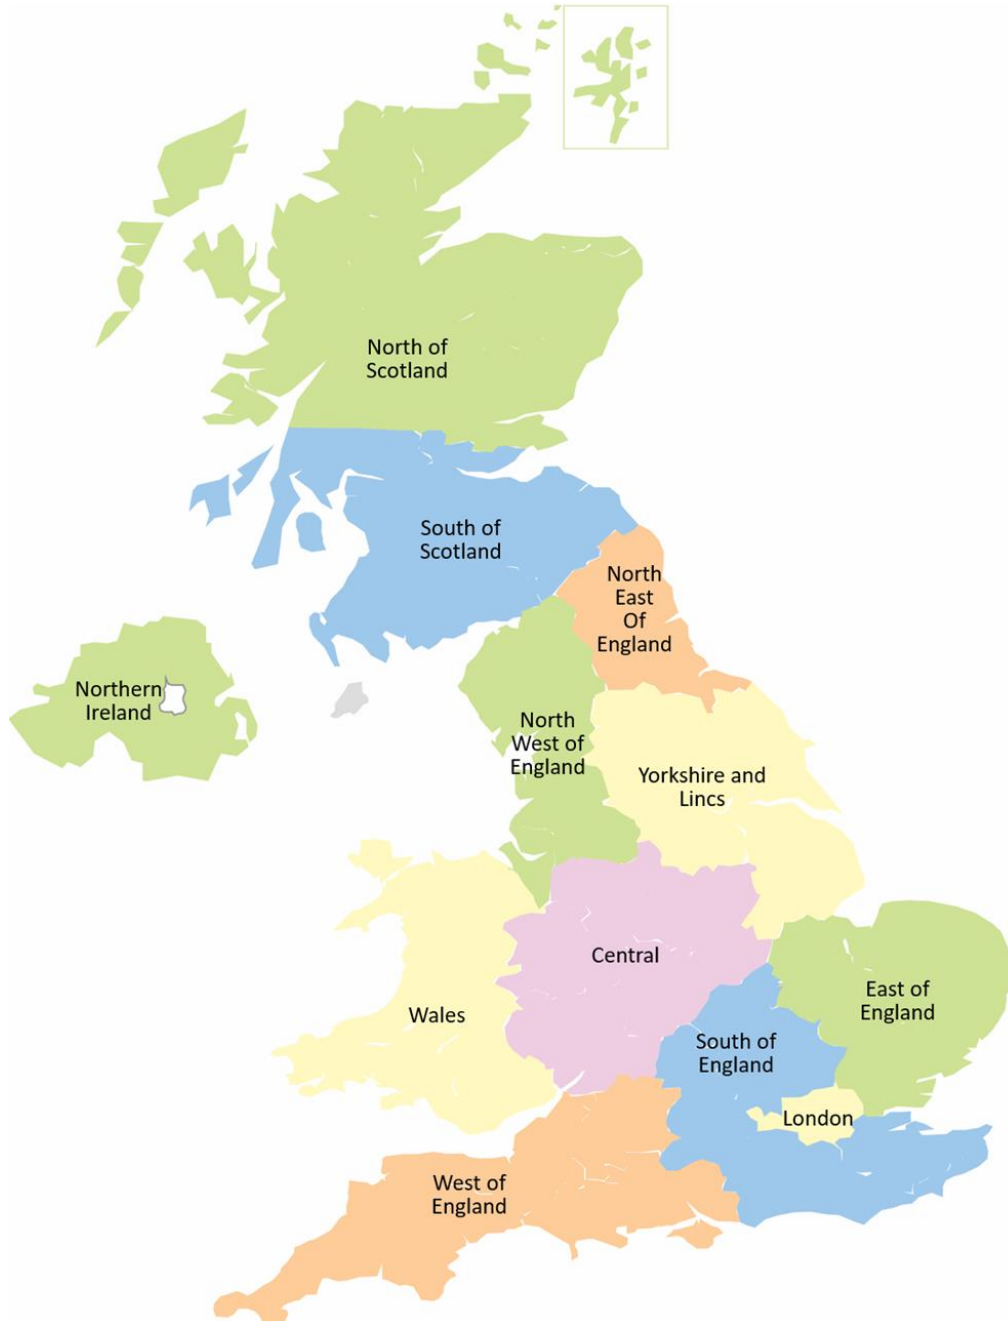 North of
Scotland
South of
Scotland
North
East
Of
England
Northern
Ireland
North
West of
England
Yorkshire and
Lincs
Central
East of
England
Wales
South of
England
London
West of
England